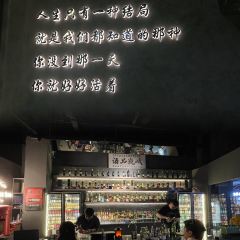 人生只有一种结局
就是我们都知道的那种
你没到那一天
你就好好活着